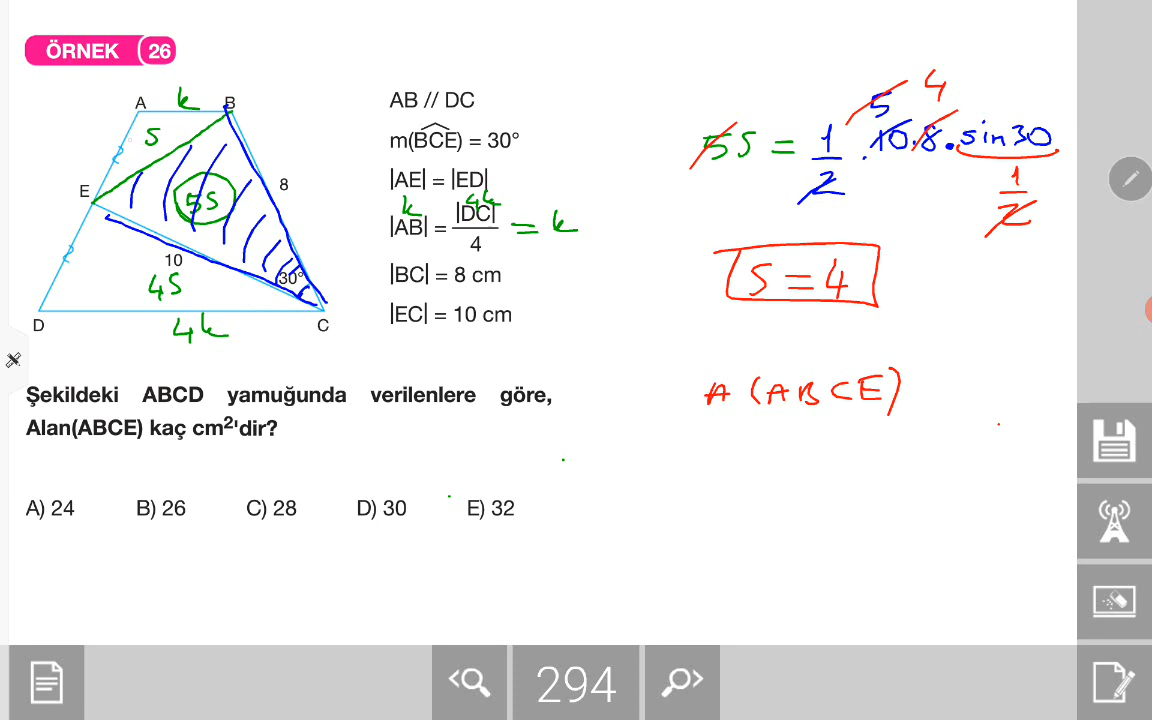 ÖRNEK 26
A k B
S
E
5S
8
10
30°
4S
D 4k C
AB // DC
m(BCE) = 30°
|AE| = |ED|
k 4k
|AB| = |DC| / 4 = k
|BC| = 8 cm
|EC| = 10 cm
5 4
5S = 1/2 .10.8.sin30
1/2
S = 4
A (ABCE)
Şekildeki ABCD yamuğunda verilenlere göre,
Alan(ABCE) kaç cm²'dir?
A) 24 B) 26 C) 28 D) 30 E) 32
294